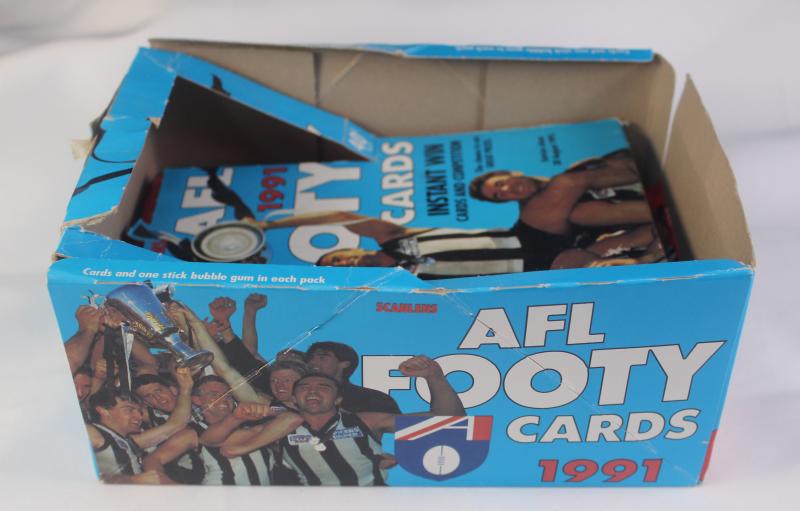 AFL
1991
FOOTY
CARDS
INSTANT WIN
CARDS AND COMPETITION
40
Cards and one stick bubble gum in each pack
SCANLENS
AFL
FOOTY
CARDS
1991